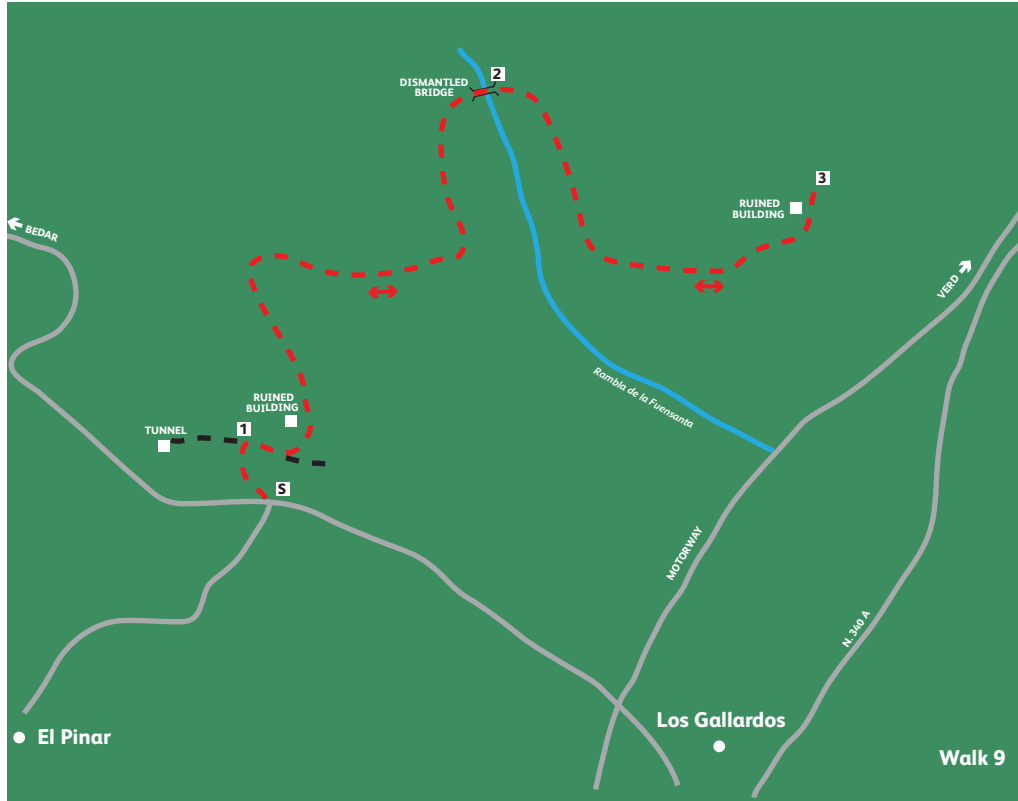 2
DISMANTLED
BRIDGE
3
RUINED
BUILDING
BEDAR
VERD
Rambla de la Fuensanta
RUINED
BUILDING
1
TUNNEL
S
MOTORWAY
N. 340 A
Los Gallardos
El Pinar
Walk 9